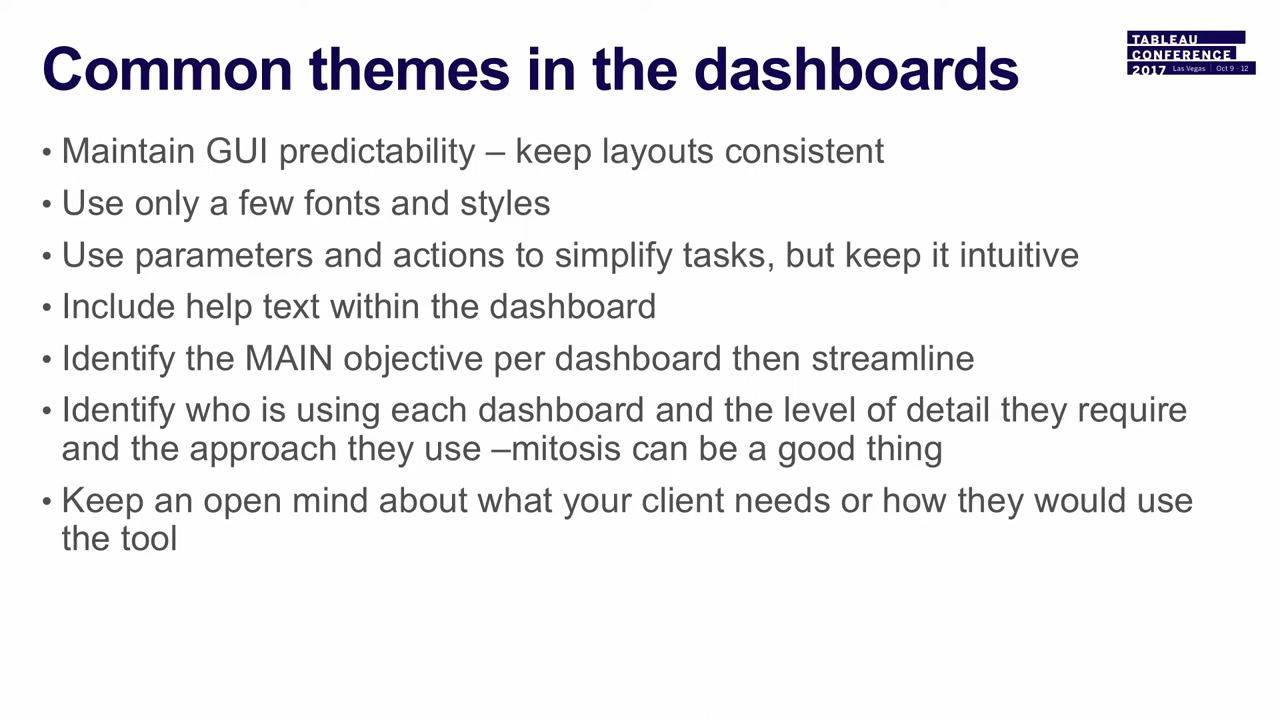 Common themes in the dashboards
TABLEAU
CONFERENCE
2017 Las Vegas | Oct 9 - 12
• Maintain GUI predictability – keep layouts consistent
• Use only a few fonts and styles
• Use parameters and actions to simplify tasks, but keep it intuitive
• Include help text within the dashboard
• Identify the MAIN objective per dashboard then streamline
• Identify who is using each dashboard and the level of detail they require
and the approach they use –mitosis can be a good thing
• Keep an open mind about what your client needs or how they would use
the tool